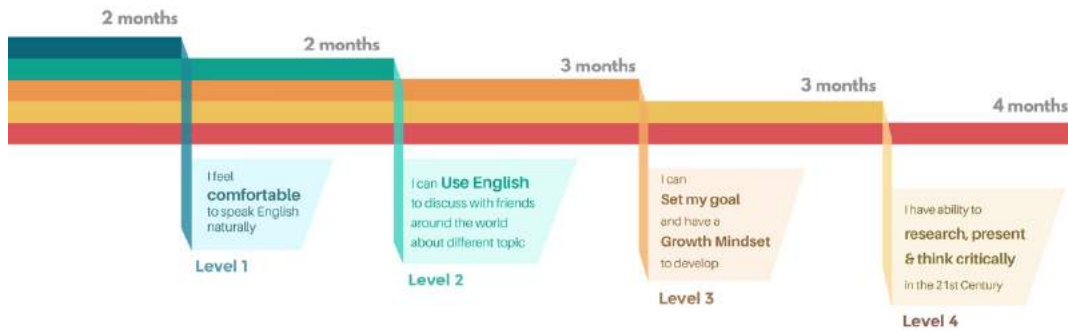 2 months
2 months
3 months
3 months
4 months
I feel
comfortable
to speak English
naturally
Level 1
I can Use English
to discuss with friends
around the world
about different topic
Level 2
I can
Set my goal
and have a
Growth Mindset
to develop
Level 3
I have ability to
research, present
& think critically
in the 21st Century
Level 4